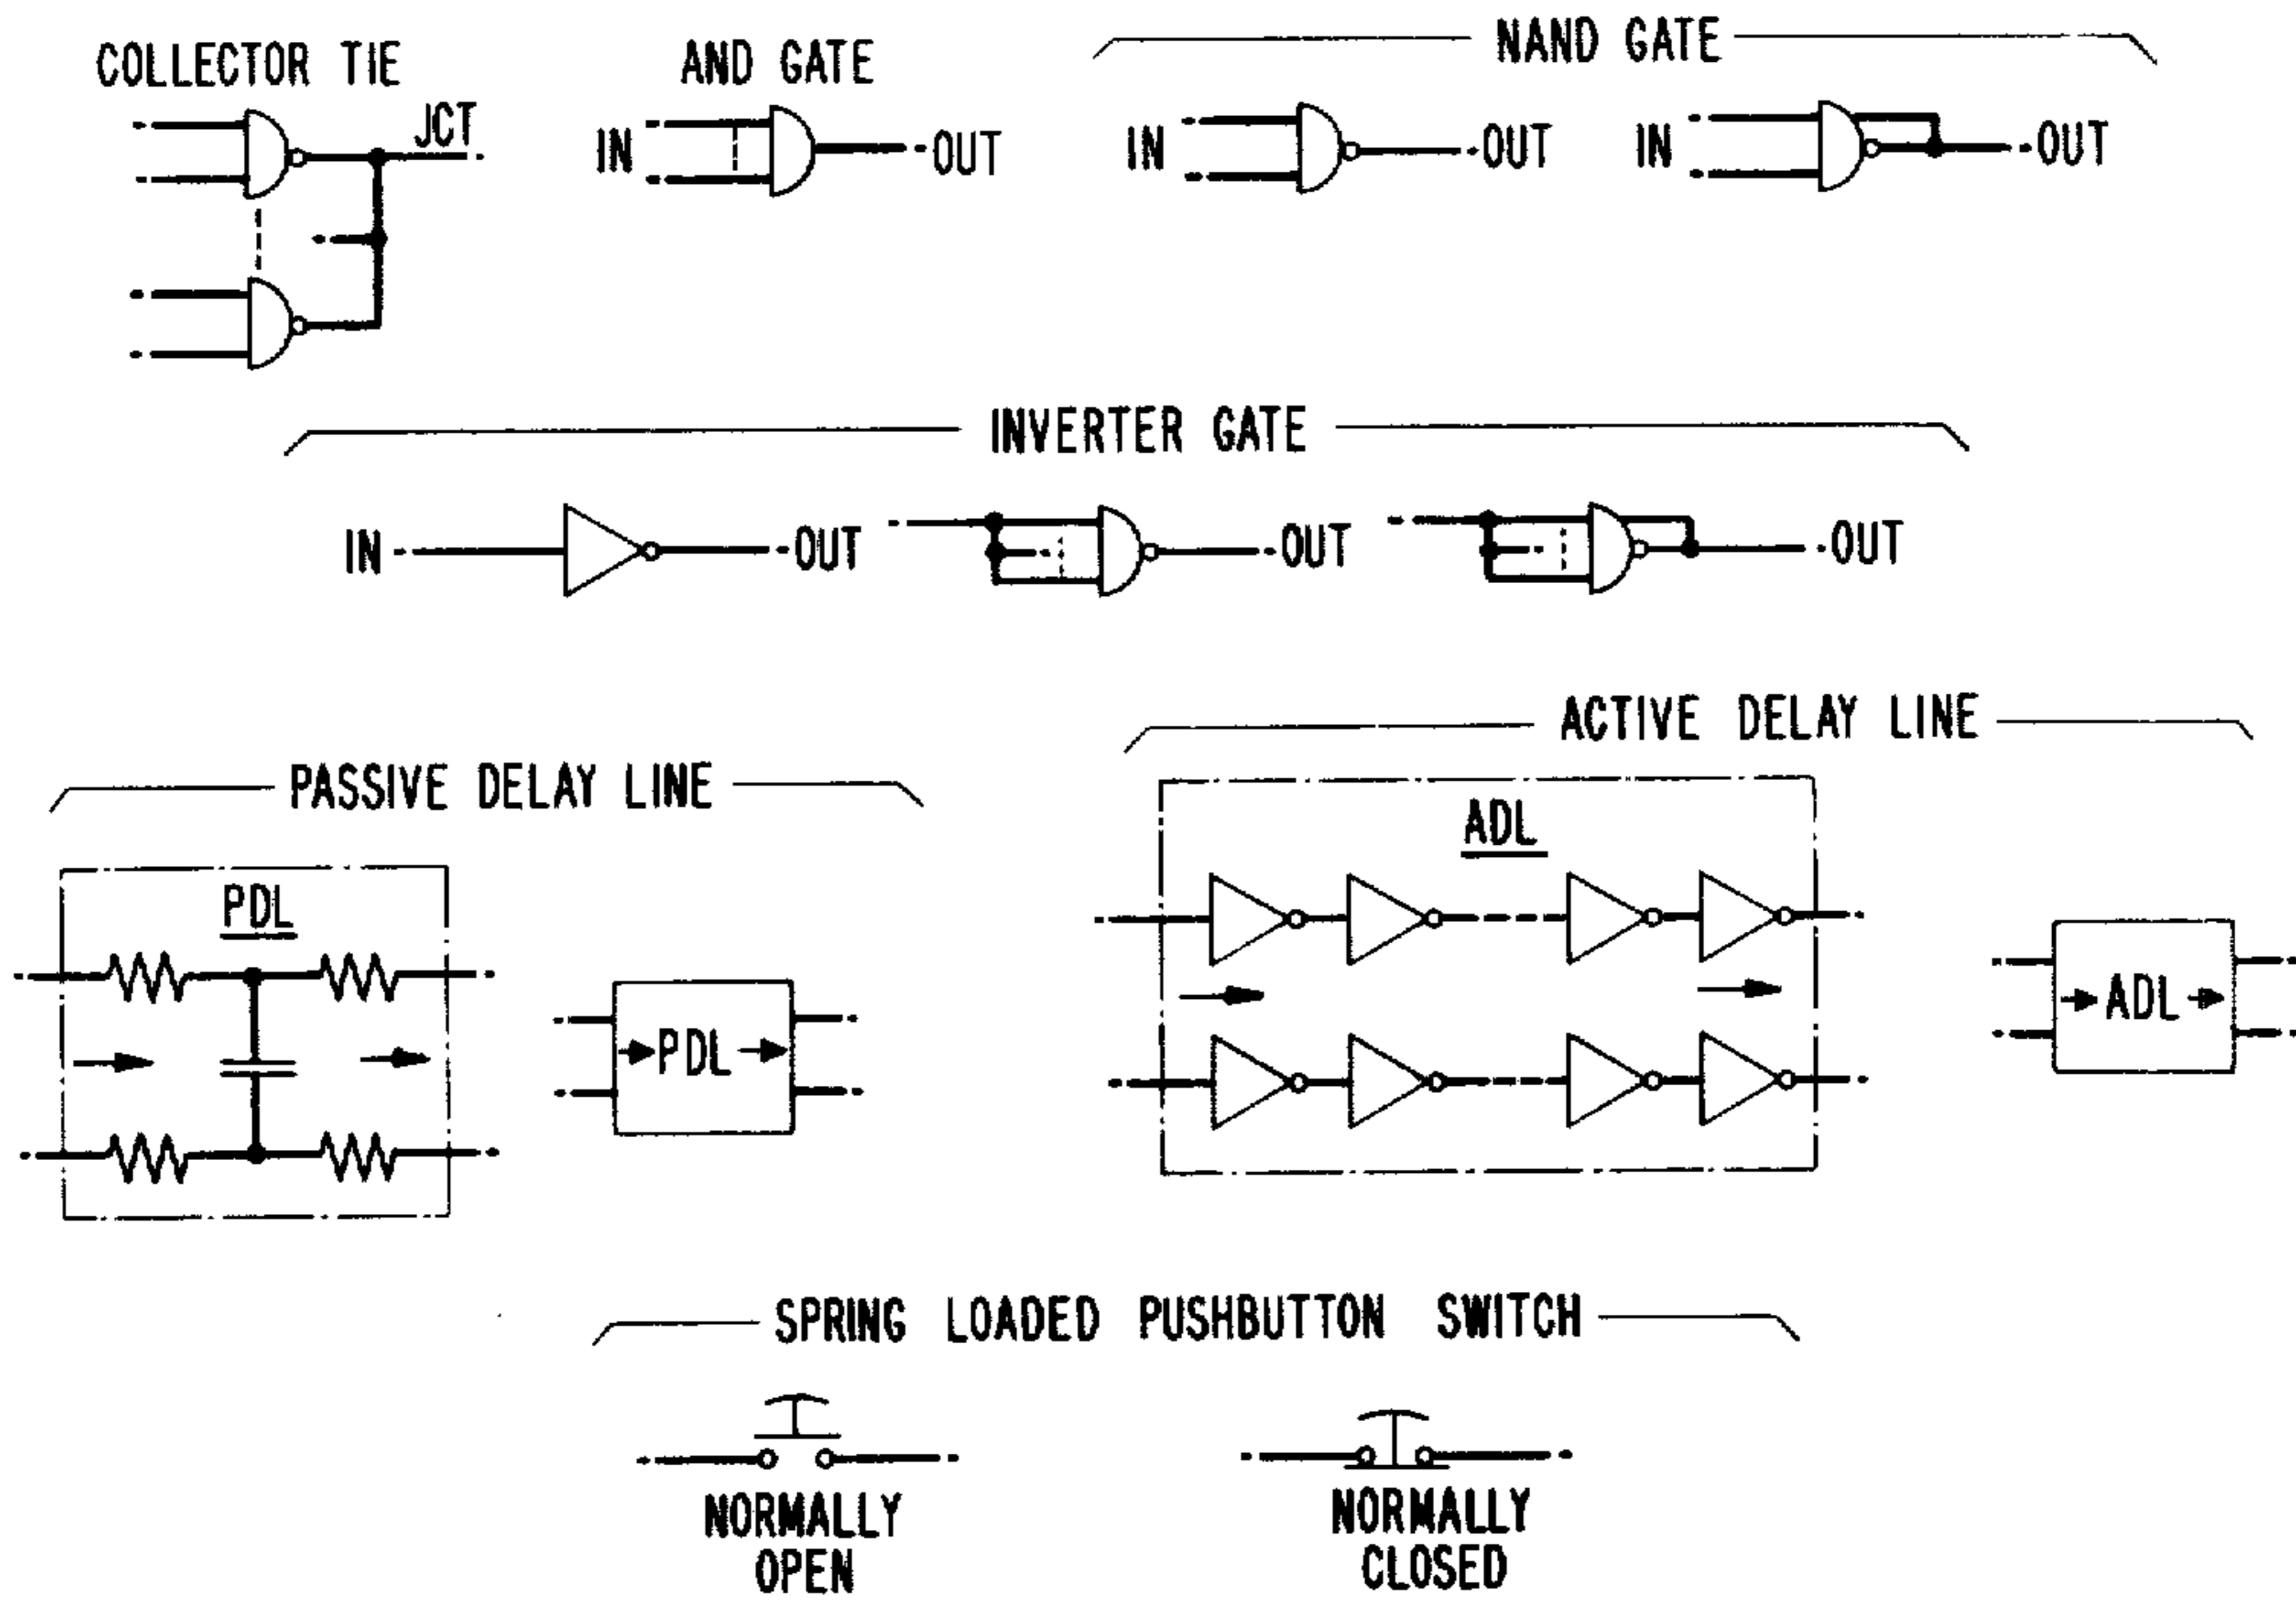 COLLECTOR TIE
JCT
AND GATE
IN
OUT
NAND GATE
IN
OUT
IN
OUT
INVERTER GATE
IN
OUT
OUT
OUT
PASSIVE DELAY LINE
PDL
PDL
ACTIVE DELAY LINE
ADL
ADL
SPRING LOADED PUSHBUTTON SWITCH
NORMALLY
OPEN
NORMALLY
CLOSED